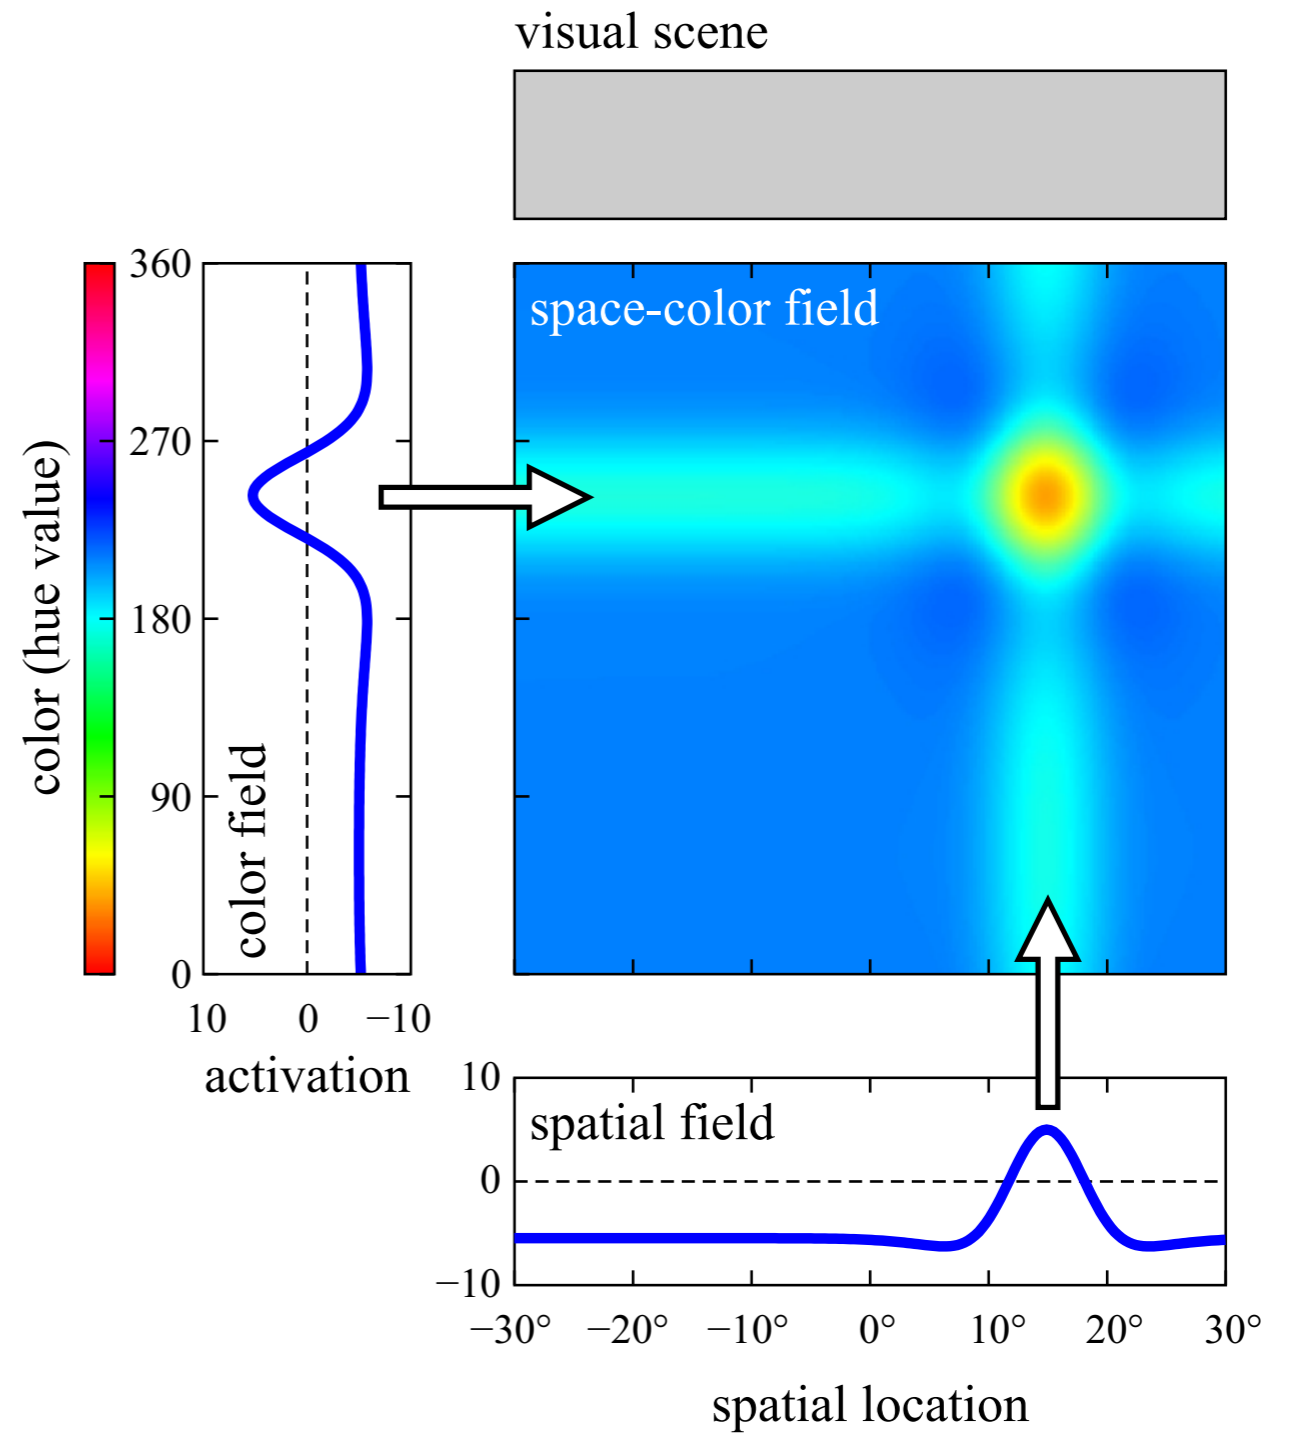 visual scene
space-color field
color (hue value)
360
270
180
90
0
color field
10 0 −10
activation
10
0
−10
spatial field
−30° −20° −10° 0° 10° 20° 30°
spatial location